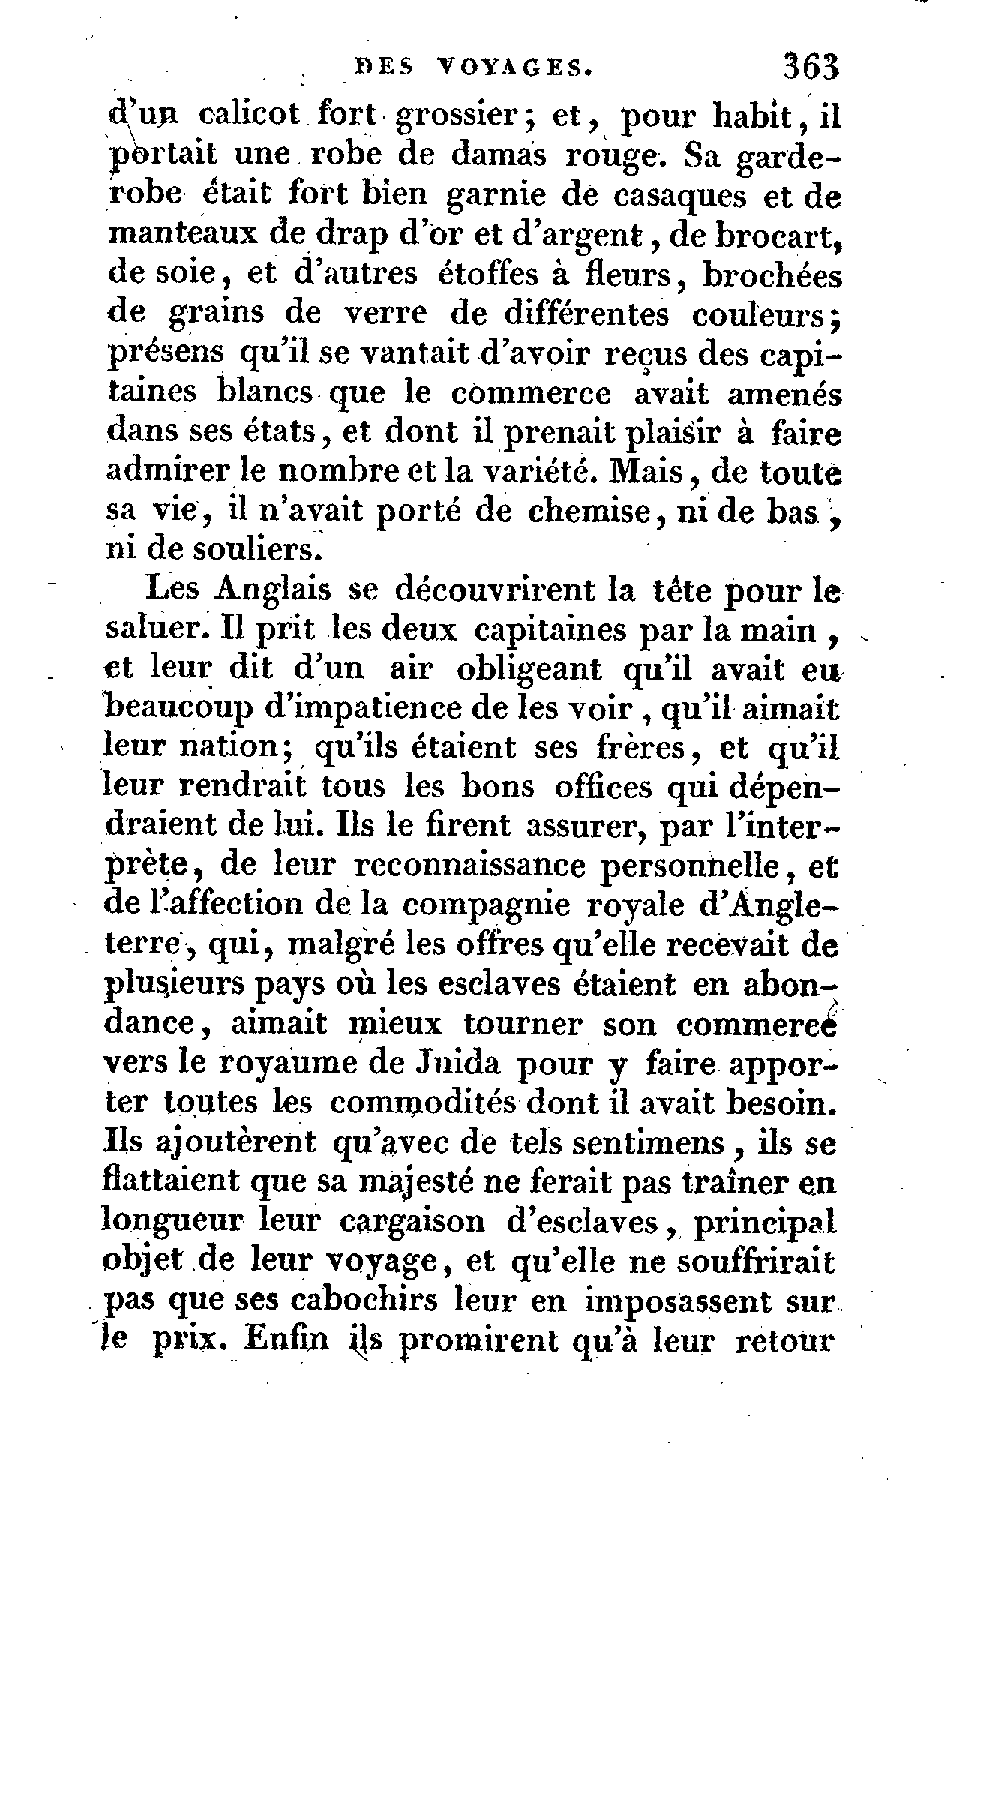 DES VOYAGES. 363
d'un calicot fort grossier; et, pour habit, il
portait une robe de damas rouge. Sa garde-
robe était fort bien garnie de casaques et de
manteaux de drap d'or et d'argent, de brocart,
de soie, et d'autres étoffes à fleurs, brochées
de grains de verre de différentes couleurs;
présens qu'il se vantait d'avoir reçus des capi-
taines blancs que le commerce avait amenés
dans ses états, et dont il prenait plaisir à faire
admirer le nombre et la variété. Mais, de toute
sa vie, il n'avait porté de chemise, ni de bas,
ni de souliers.
Les Anglais se découvrirent la tête pour le
saluer. Il prit les deux capitaines par la main,
et leur dit d'un air obligeant qu'il avait eu
beaucoup d'impatience de les voir, qu'il aimait
leur nation; qu'ils étaient ses frères, et qu'il
leur rendrait tous les bons offices qui dépen-
draient de lui. Ils le firent assurer, par l'inter-
prète, de leur reconnaissance personnelle, et
de l'affection de la compagnie royale d'Angle-
terre, qui, malgré les offres qu'elle recevait de
plusieurs pays où les esclaves étaient en abon-
dance, aimait mieux tourner son commerce
vers le royaume de Juida pour y faire appor-
ter toutes les commodités dont il avait besoin.
Ils ajoutèrent qu'avec de tels sentimens, ils se
flattaient que sa majesté ne ferait pas traîner en
longueur leur cargaison d'esclaves, principal
objet de leur voyage, et qu'elle ne souffrirait
pas que ses cabochirs leur en imposassent sur
le prix. Enfin ils promirent qu'à leur retour